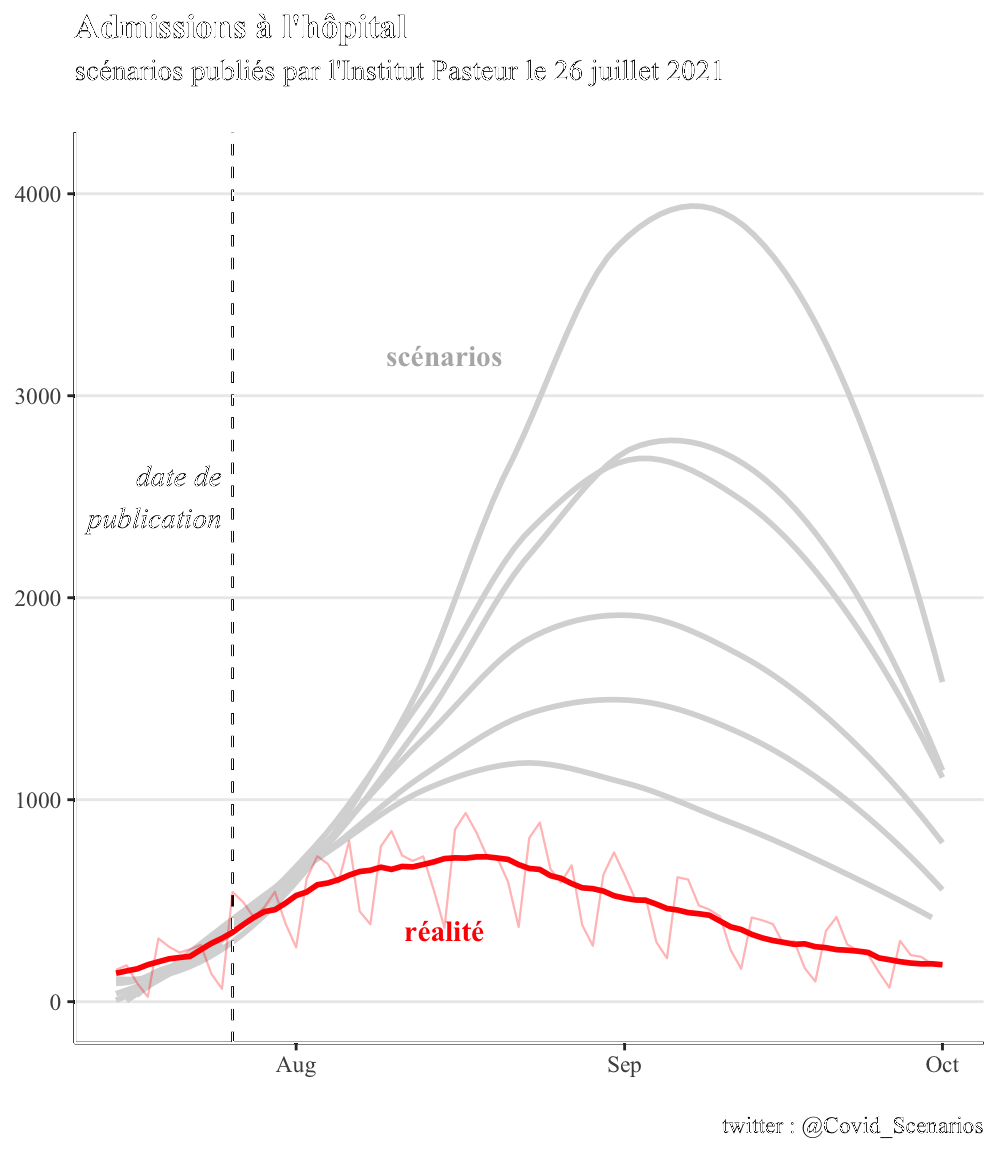 Admissions à l'hôpital
scénarios publiés par l'Institut Pasteur le 26 juillet 2021
4000
scénarios
3000
date de
publication
2000
1000
réalité
0
Aug
Sep
Oct
twitter : @Covid_Scenarios